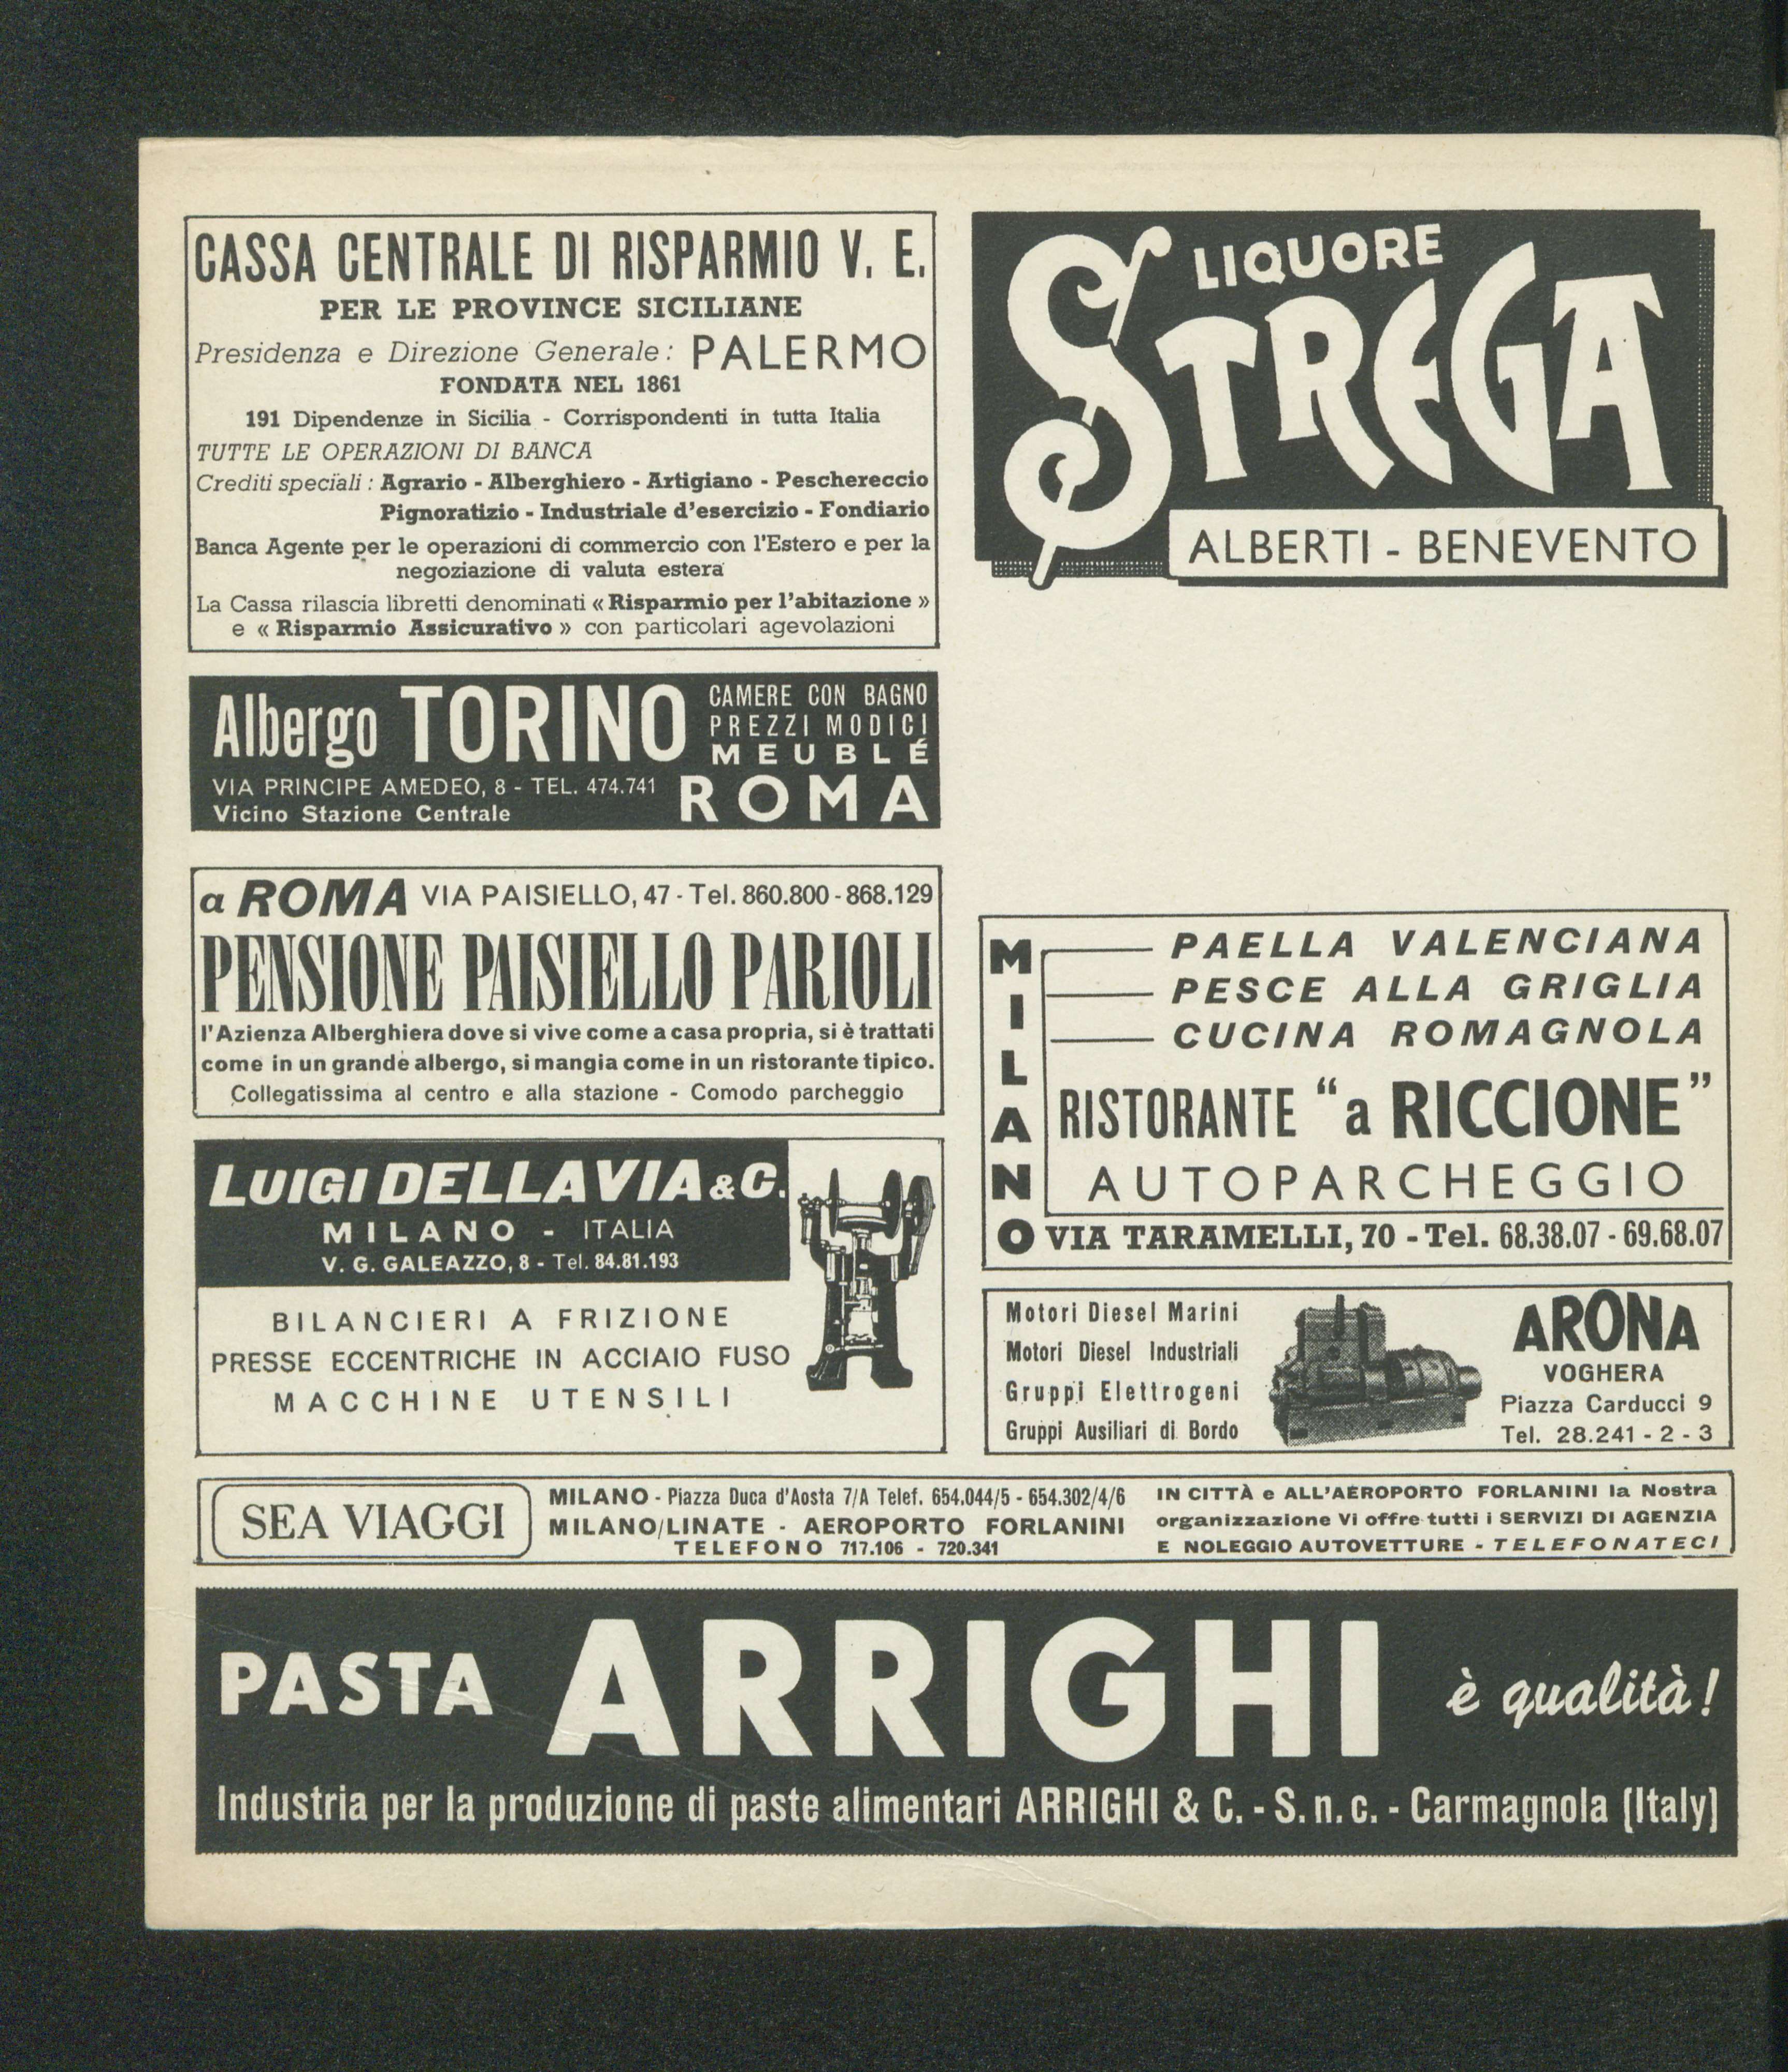 CASSA CENTRALE DI RISPARMIO V. E.
PER LE PROVINCE SICILIANE
Presidenza e Direzione Generale: PALERMO
FONDATA NEL 1861
191 Dipendenze in Sicilia - Corrispondenti in tutta Italia
TUTTE LE OPERAZIONI DI BANCA
Crediti speciali: Agrario - Alberghiero - Artigiano - Peschereccio
Pignoratizio - Industriale d'esercizio - Fondiario
Banca Agente per le operazioni di commercio con l'Estero e per la
negoziazione di valuta estera
La Cassa rilascia libretti denominati « Risparmio per l'abitazione »
e « Risparmio Assicurativo » con particolari agevolazioni
Albergo TORINO
CAMERE CON BAGNO
PREZZI MODICI
MEUBLÉ
VIA PRINCIPE AMEDEO, 8 - TEL. 474.741
Vicino Stazione Centrale
ROMA
a ROMA VIA PAISIELLO, 47 - Tel. 860.800 - 868.129
PENSIONE PAISIELLO PARIOLI
l'Azienza Alberghiera dove si vive come a casa propria, si è trattati
come in un grande albergo, si mangia come in un ristorante tipico.
Collegatissima al centro e alla stazione - Comodo parcheggio
LUIGI DELLAVIA & C.
MILANO - ITALIA
V. G. GALEAZZO, 8 - Tel. 84.81.193
BILANCIERI A FRIZIONE
PRESSE ECCENTRICHE IN ACCIAIO FUSO
MACCHINE UTENSILI
LIQUORE
STREGA
ALBERTI - BENEVENTO
MILANO
PAELLA VALENCIANA
PESCE ALLA GRIGLIA
CUCINA ROMAGNOLA
RISTORANTE "a RICCIONE"
AUTOPARCHEGGIO
VIA TARAMELLI, 70 - Tel. 68.38.07 - 69.68.07
Motori Diesel Marini
Motori Diesel Industriali
Gruppi Elettrogeni
Gruppi Ausiliari di Bordo
ARONA
VOGHERA
Piazza Carducci 9
Tel. 28.241 - 2 - 3
SEA VIAGGI
MILANO - Piazza Duca d'Aosta 7/A Telef. 654.044/5 - 654.302/4/6
MILANO/LINATE - AEROPORTO FORLANINI
TELEFONO 717.106 - 720.341
IN CITTÀ e ALL'AEROPORTO FORLANINI la Nostra
organizzazione Vi offre tutti i SERVIZI DI AGENZIA
E NOLEGGIO AUTOVETTURE - TELEFONATECI
PASTA ARRIGHI è qualità!
Industria per la produzione di paste alimentari ARRIGHI & C. - S. n. c. - Carmagnola (Italy)